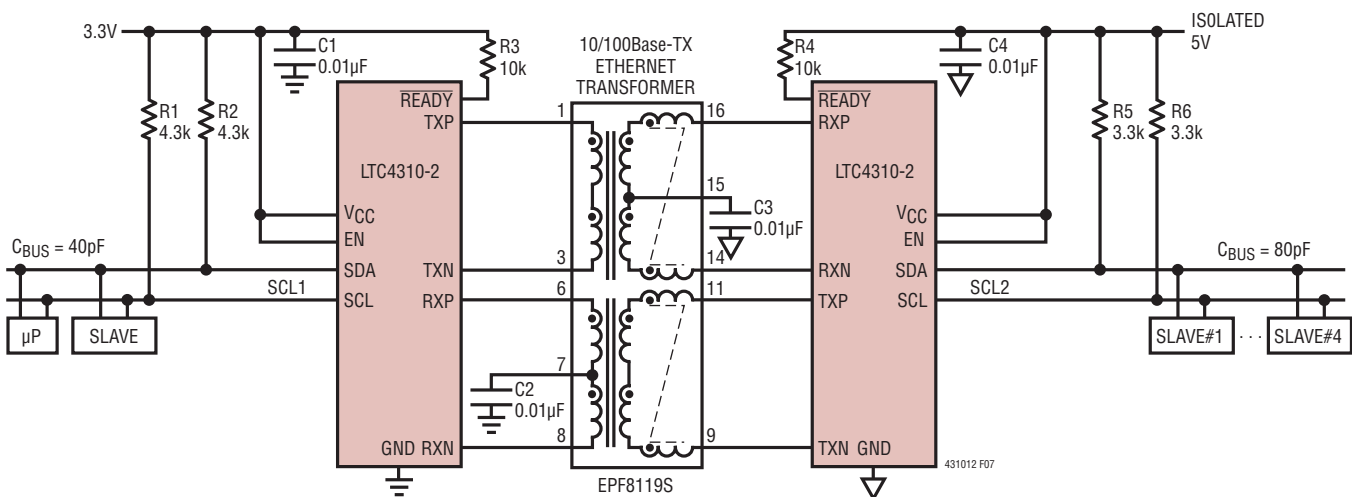 3.3V
C1
0.01µF
R3
10k
R1
4.3k
R2
4.3k
READY
TXP
LTC4310-2
VCC
EN
SDA
SCL
TXN
RXP
GND RXN
CBUS = 40pF
SCL1
µP
SLAVE
10/100Base-TX
ETHERNET
TRANSFORMER
1
3
6
7
8
16
15
14
11
9
C2
0.01µF
C3
0.01µF
EPF8119S
ISOLATED
5V
R4
10k
C4
0.01µF
READY
RXP
LTC4310-2
VCC
EN
SDA
SCL
RXN
TXP
TXN GND
R5
3.3k
R6
3.3k
CBUS = 80pF
SCL2
SLAVE#1 · · · SLAVE#4
431012 F07